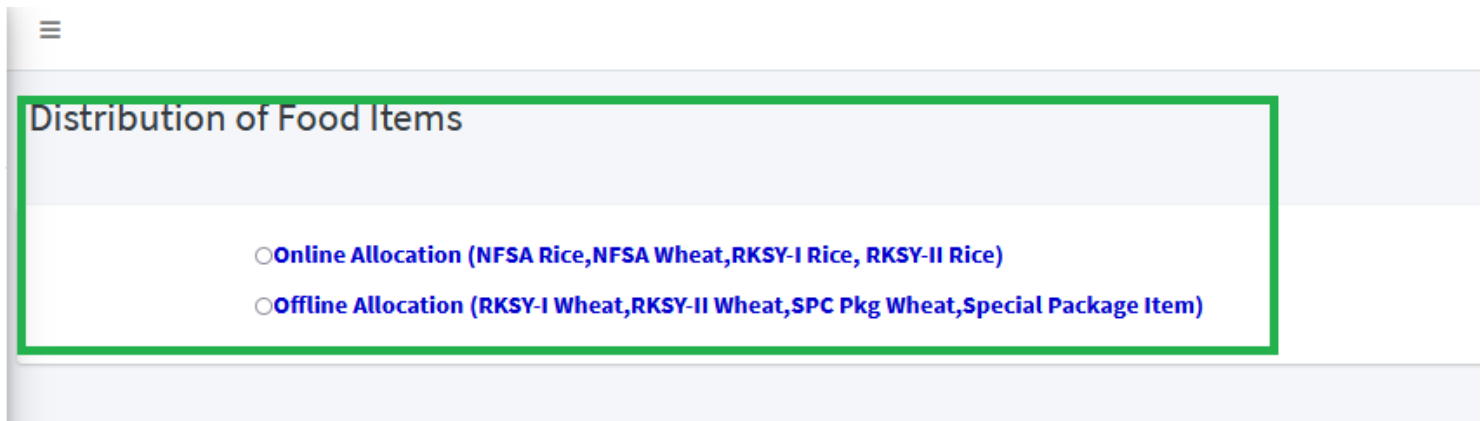 Distribution of Food Items
Online Allocation (NFSA Rice,NFSA Wheat,RKSY-I Rice, RKSY-II Rice)
Offline Allocation (RKSY-I Wheat,RKSY-II Wheat,SPC Pkg Wheat,Special Package Item)